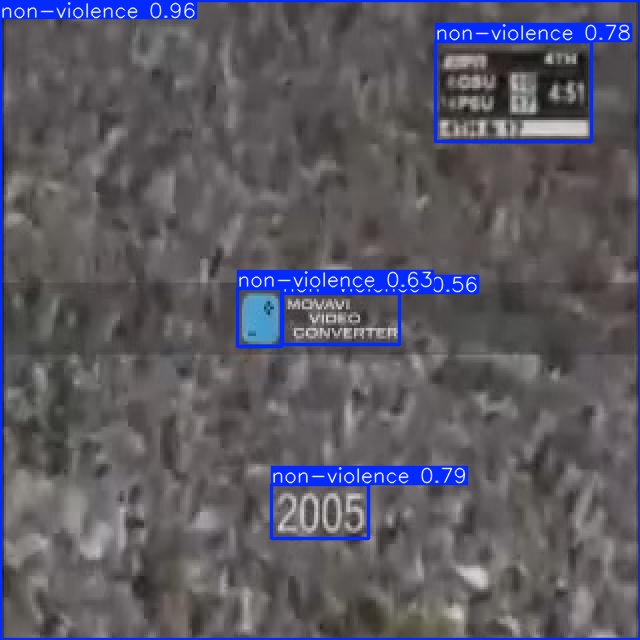 non-violence 0.96
non-violence 0.78
4TH
OSU
PSU 17
4:51
non-violence 0.63
0.56
MOVAVI
VIDEO
CONVERTER
non-violence 0.79
2005